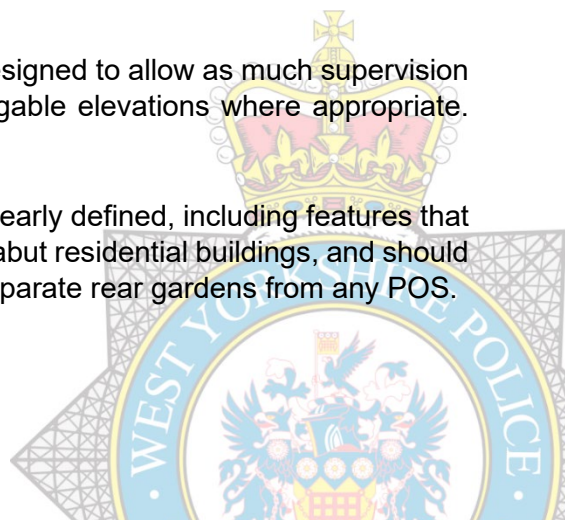 esigned to allow as much supervision
gable elevations where appropriate.
early defined, including features that
abut residential buildings, and should
parate rear gardens from any POS.
WEST YORKSHIRE POLICE